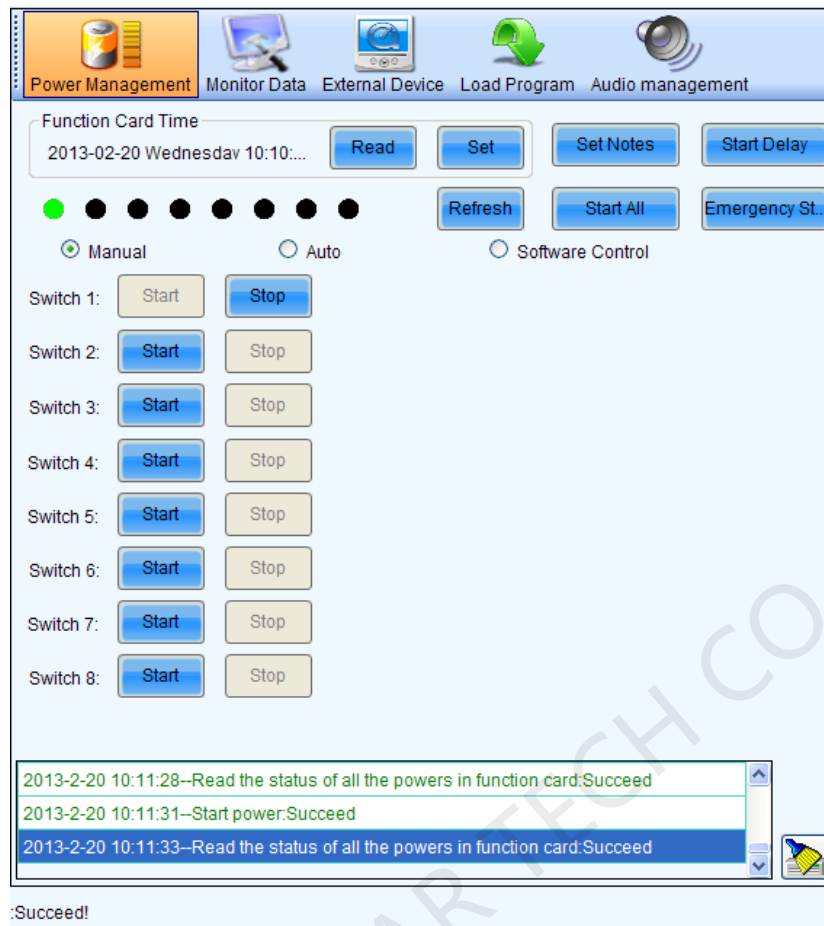 Power Management Monitor Data External Device Load Program Audio management
Function Card Time
2013-02-20 Wednesday 10:10:... Read Set Set Notes Start Delay
Refresh Start All Emergency St...
Manual Auto Software Control
Switch 1: Start Stop
Switch 2: Start Stop
Switch 3: Start Stop
Switch 4: Start Stop
Switch 5: Start Stop
Switch 6: Start Stop
Switch 7: Start Stop
Switch 8: Start Stop
2013-2-20 10:11:28--Read the status of all the powers in function card:Succeed
2013-2-20 10:11:31--Start power:Succeed
2013-2-20 10:11:33--Read the status of all the powers in function card:Succeed
:Succeed!
AR TECH CO